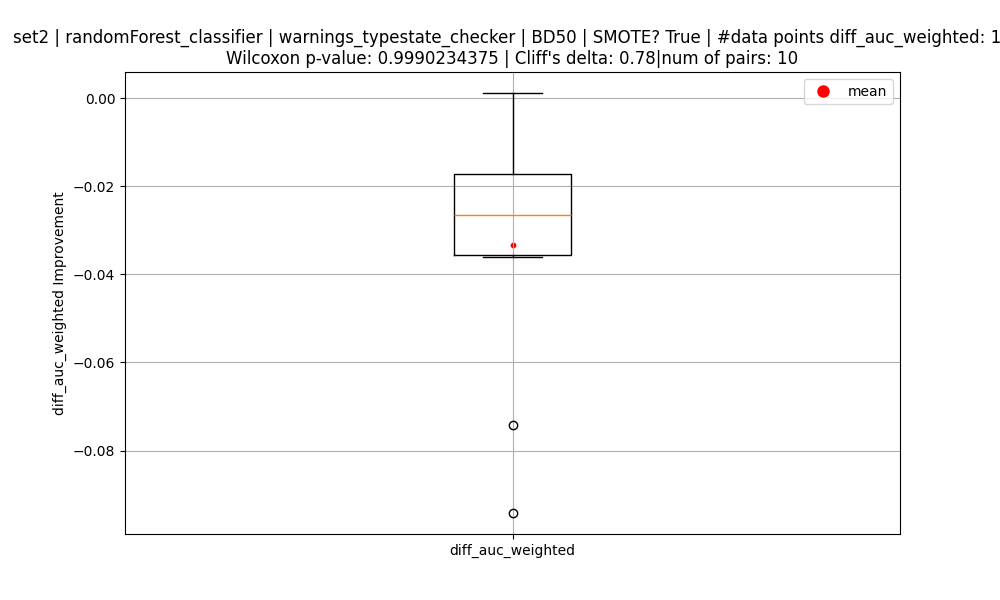 set2 | randomForest_classifier | warnings_typestate_checker | BD50 | SMOTE? True | #data points diff_auc_weighted: 1
Wilcoxon p-value: 0.9990234375 | Cliff's delta: 0.78|num of pairs: 10
mean
0.00
−0.02
−0.04
−0.06
−0.08
diff_auc_weighted Improvement
diff_auc_weighted